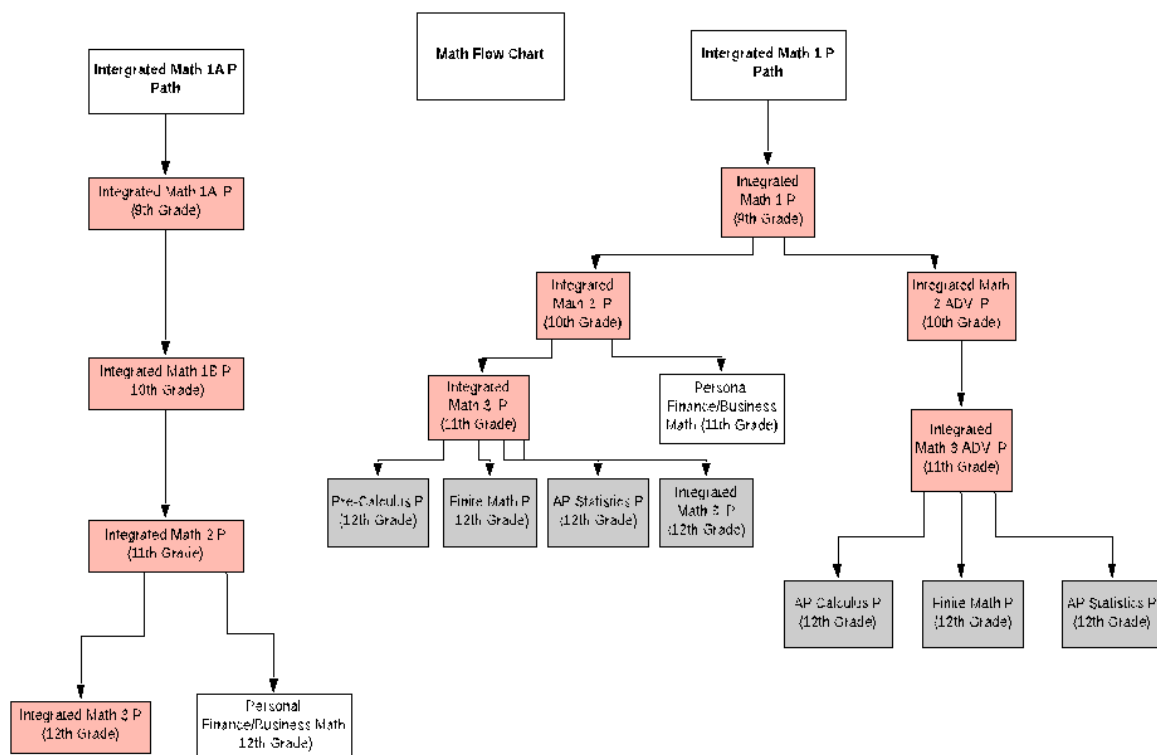 Math Flow Chart
Intergrated Math 1A P
Path
Integrated Math 1A P
(9th Grade)
Integrated Math 1B P
10th Grade)
Integrated Math 2 P
(11th Grade)
Integrated Math 3 P
(12th Grade)
Personal
Finance/Business Math
12th Grade)
Intergrated Math 1 P
Path
Integrated
Math 1 P
(9th Grade)
Integrated
Math 2 P
(10th Grade)
Integrated Math
2 ADV P
(10th Grade)
Integrated
Math 3 P
(11th Grade)
Persona
Finance/Business
Math (11th Grade)
Integrated
Math 3 ADV P
(11th Grade)
Pre-Calculus P
(12th Grade)
Finite Math P
12th Grade)
AP Statistics P
(12th Grade)
Integrated
Math 3 P
(12th Grade)
AP Calculus P
(12th Grade)
Finite Math P
(12th Grade)
AP Statistics P
(12th Grade)